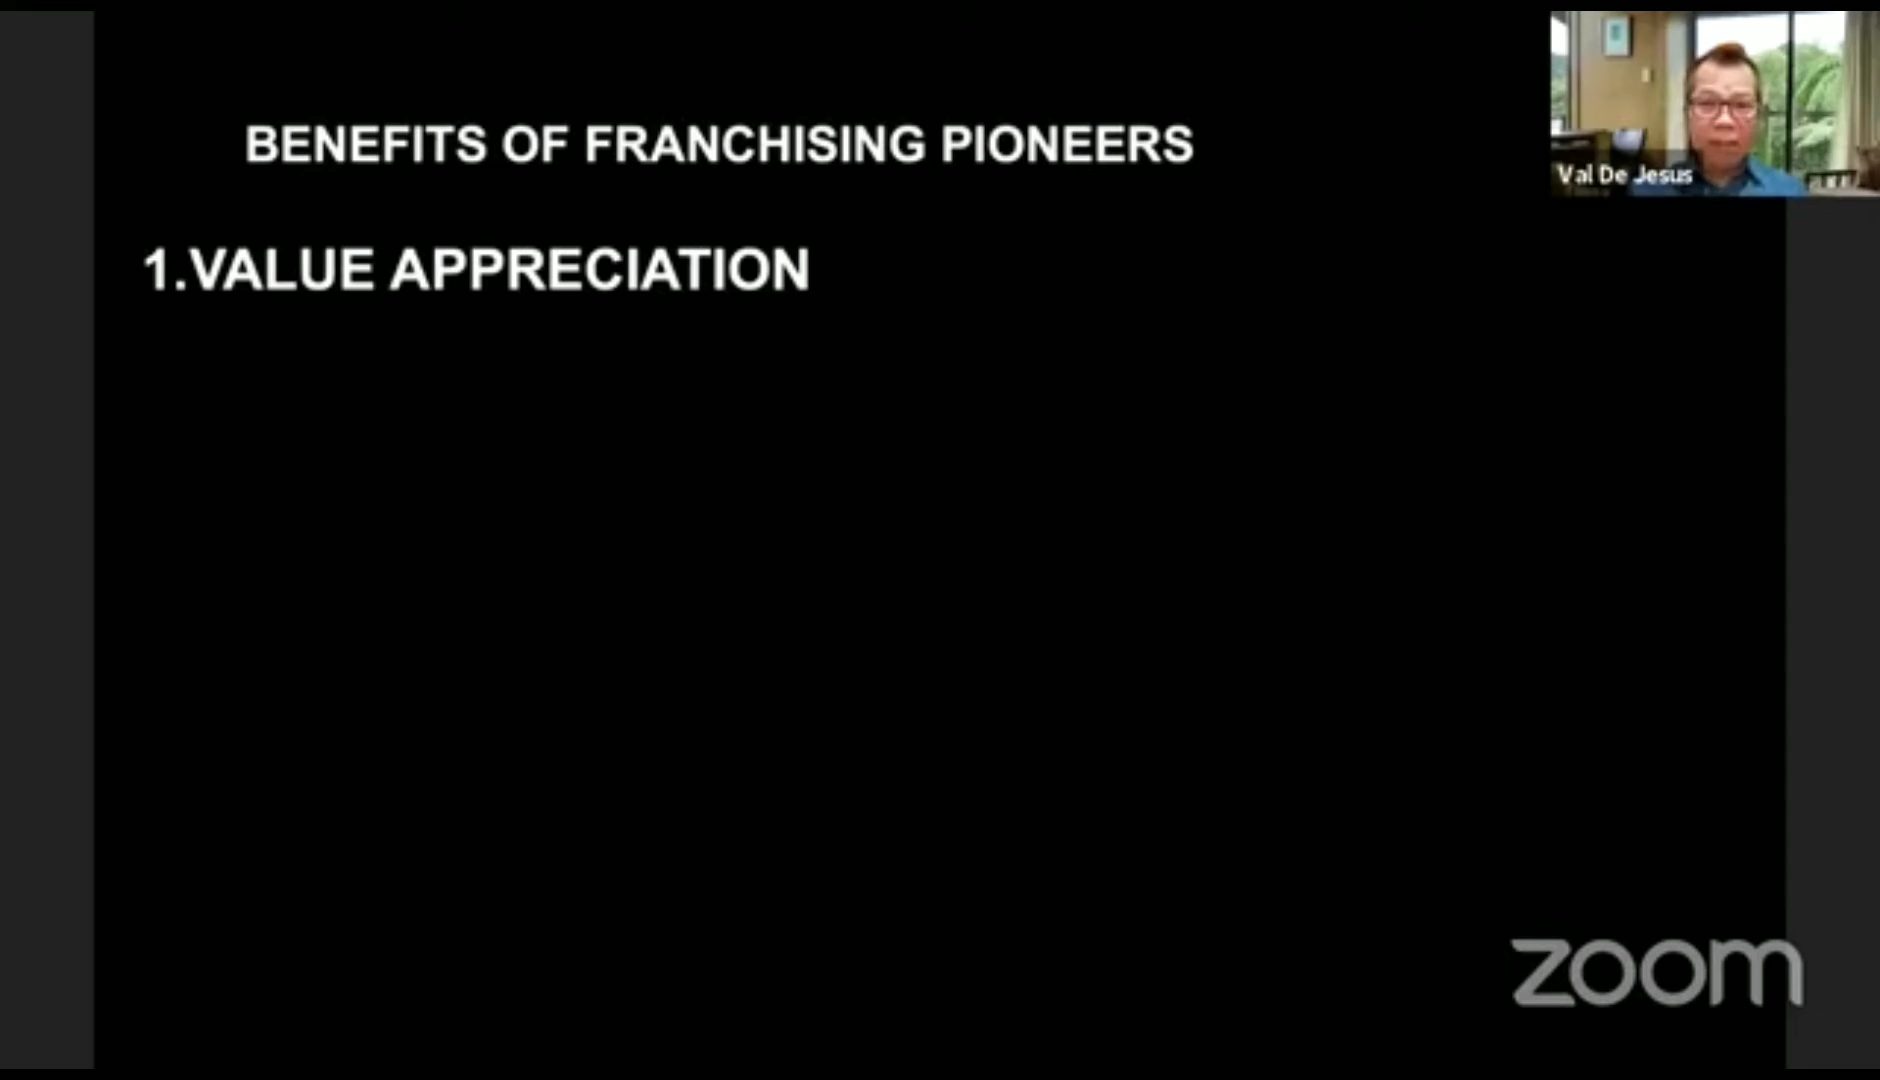 BENEFITS OF FRANCHISING PIONEERS
Val De Jesus
1.VALUE APPRECIATION
zoom